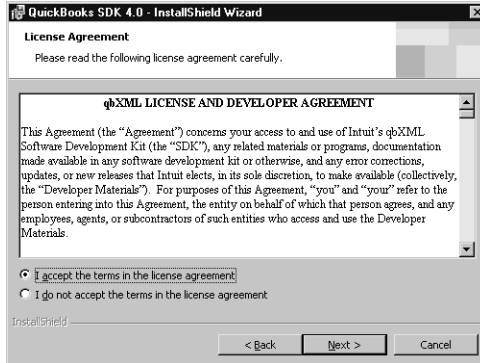 QuickBooks SDK 4.0 - InstallShield Wizard
License Agreement
Please read the following license agreement carefully.
qbXML LICENSE AND DEVELOPER AGREEMENT
This Agreement (the “Agreement”) concerns your access to and use of Intuit’s qbXML
Software Development Kit (the “SDK”), any related materials or programs, documentation
made available in any software development kit or otherwise, and any error corrections,
updates, or new releases that Intuit elects, in its sole discretion, to make available (collectively,
the “Developer Materials”). For purposes of this Agreement, “you” and “your” refer to the
person entering into this Agreement, the entity on behalf of which that person agrees, and any
employees, agents, or subcontractors of such entities who access and use the Developer
Materials.
I accept the terms in the license agreement
I do not accept the terms in the license agreement
InstallShield
< Back Next > Cancel